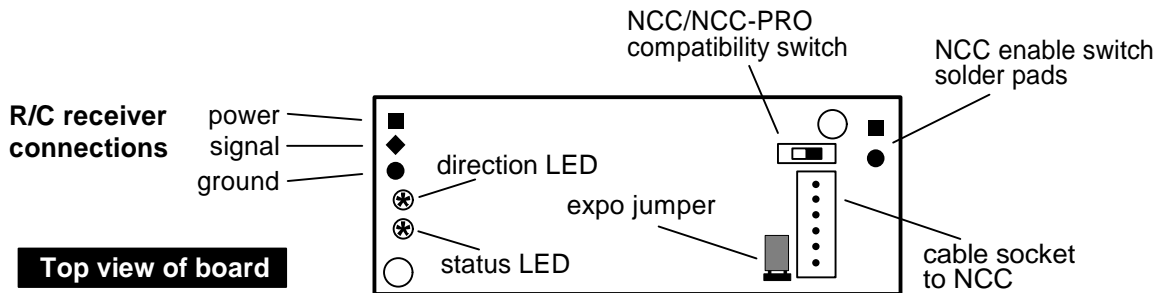 NCC/NCC-PRO
compatibility switch
NCC enable switch
solder pads
R/C receiver
connections
power
signal
ground
direction LED
expo jumper
status LED
cable socket
to NCC
Top view of board